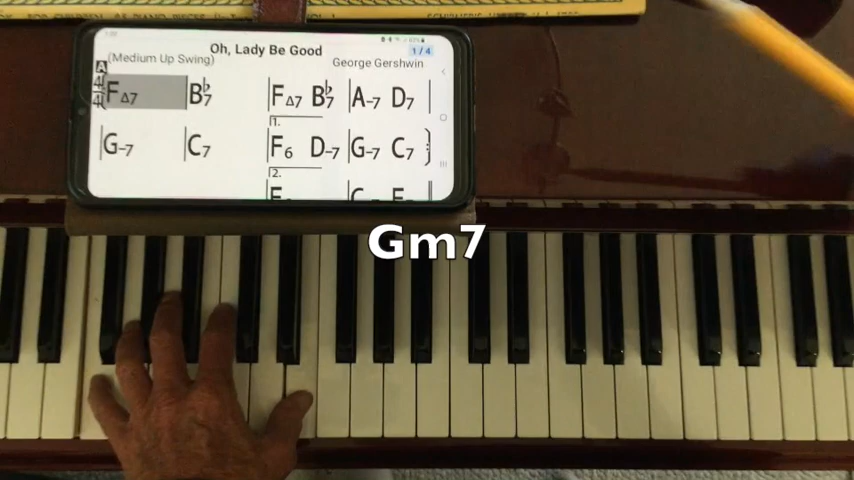 Oh, Lady Be Good
1 / 4
(Medium Up Swing)
George Gershwin
A
4/4 FΔ7 B♭7 FΔ7 B♭7 A-7 D7
1.
G-7 C7 F6 D-7 G-7 C7
2.
Gm7